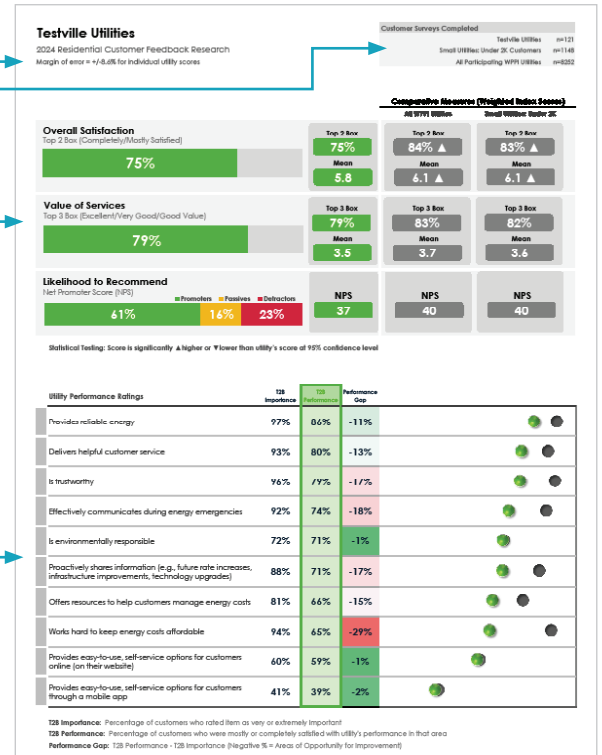 Testville Utilities
2024 Residential Customer Feedback Research
Margin of error = +/-8.6% for individual utility scores
Customer Surveys Completed
Testville Utilities n=121
Small Utilities: Under 2K Customers n=1148
All Participating WPPI Utilities n=8252
Comparative Measures (Weighted Index Scores)
All WPPI Utilities Small Utilities: Under 2K
Overall Satisfaction
Top 2 Box (Completely/Mostly Satisfied)
75%
Top 2 Box Top 2 Box Top 2 Box
75% 84% ▲ 83% ▲
Mean Mean Mean
5.8 6.1 ▲ 6.1 ▲
Value of Services
Top 3 Box (Excellent/Very Good/Good Value)
79%
Top 3 Box Top 3 Box Top 3 Box
79% 83% 82%
Mean Mean Mean
3.5 3.7 3.6
Likelihood to Recommend
Net Promoter Score (NPS)
Promoters Passives Detractors
61% 16% 23%
NPS NPS NPS
37 40 40
Statistical Testing: Score is significantly ▲higher or ▼lower than utility's score at 95% confidence level
Utility Performance Ratings T2B Importance T2B Performance Performance Gap
Provides reliable energy 97% 86% -11%
Delivers helpful customer service 93% 80% -13%
Is trustworthy 96% 79% -17%
Effectively communicates during energy emergencies 92% 74% -18%
Is environmentally responsible 72% 71% -1%
Proactively shares information (e.g., future rate increases,
infrastructure improvements, technology upgrades) 88% 71% -17%
Offers resources to help customers manage energy costs 81% 66% -15%
Works hard to keep energy costs affordable 94% 65% -29%
Provides easy-to-use, self-service options for customers
online (on their website) 60% 59% -1%
Provides easy-to-use, self-service options for customers
through a mobile app 41% 39% -2%
T2B Importance: Percentage of customers who rated item as very or extremely important
T2B Performance: Percentage of customers who were mostly or completely satisfied with utility's performance in that area
Performance Gap: T2B Performance - T2B Importance (Negative % = Areas of Opportunity for Improvement)